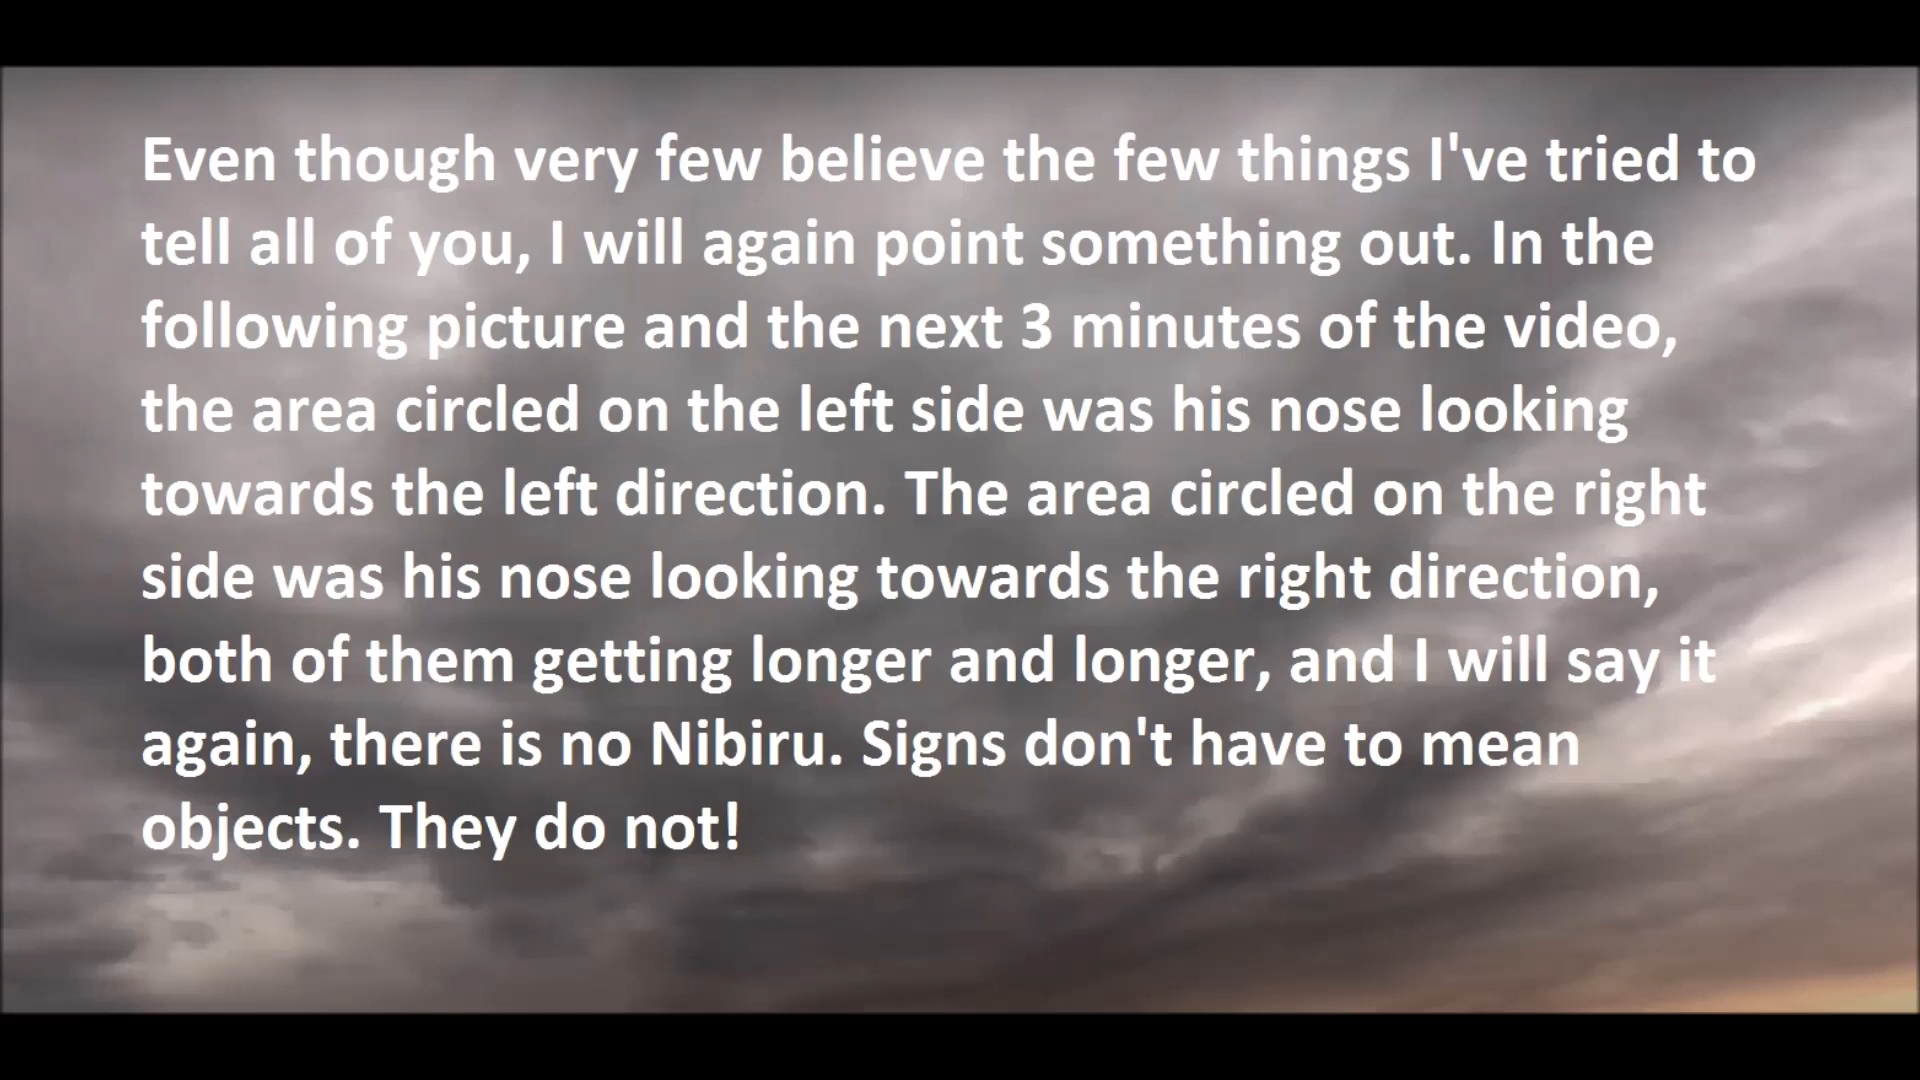 Even though very few believe the few things I've tried to
tell all of you, I will again point something out. In the
following picture and the next 3 minutes of the video,
the area circled on the left side was his nose looking
towards the left direction. The area circled on the right
side was his nose looking towards the right direction,
both of them getting longer and longer, and I will say it
again, there is no Nibiru. Signs don't have to mean
objects. They do not!